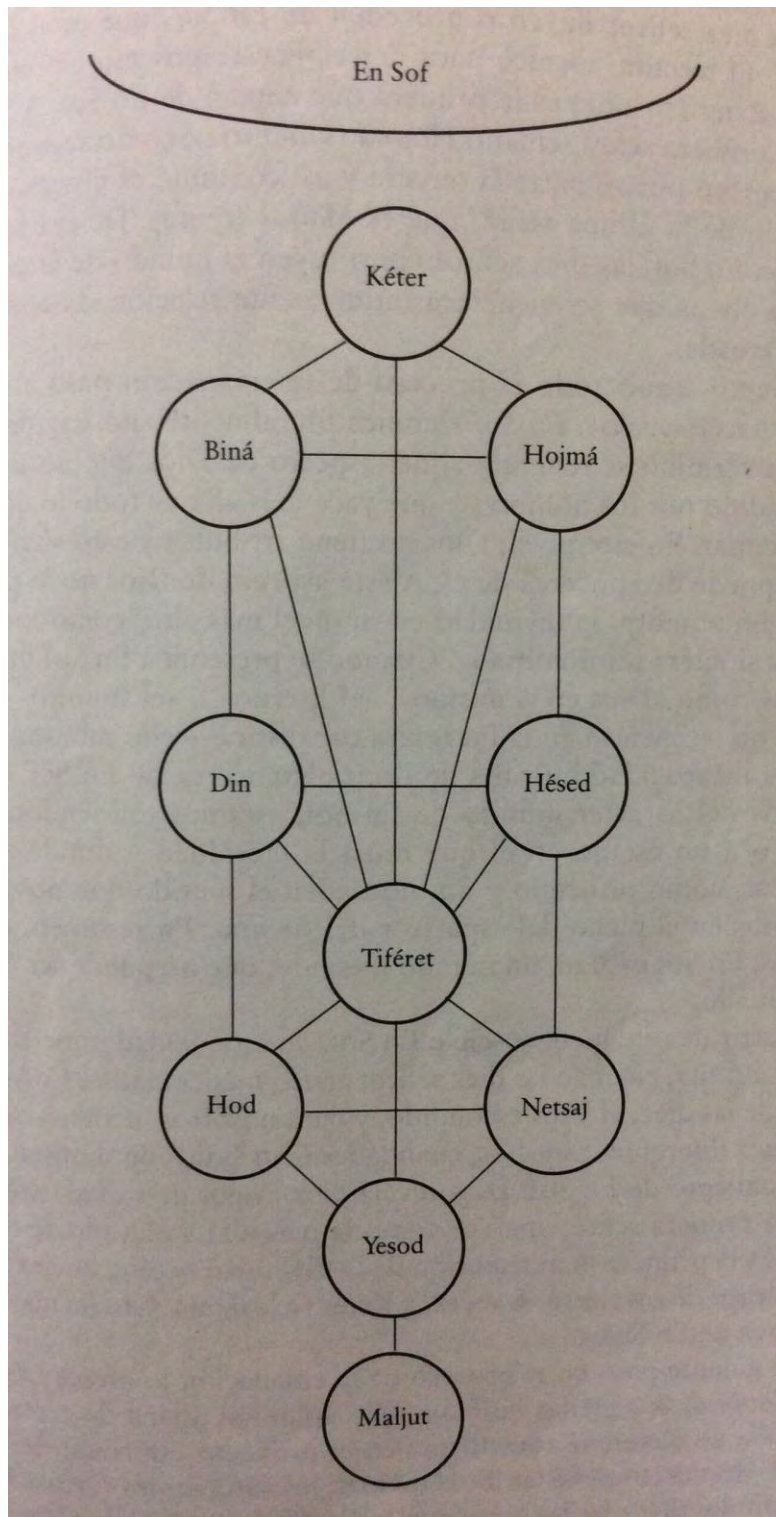 En Sof
Kéter
Biná
Hojmá
Din
Hésed
Tiféret
Hod
Netsaj
Yesod
Maljut